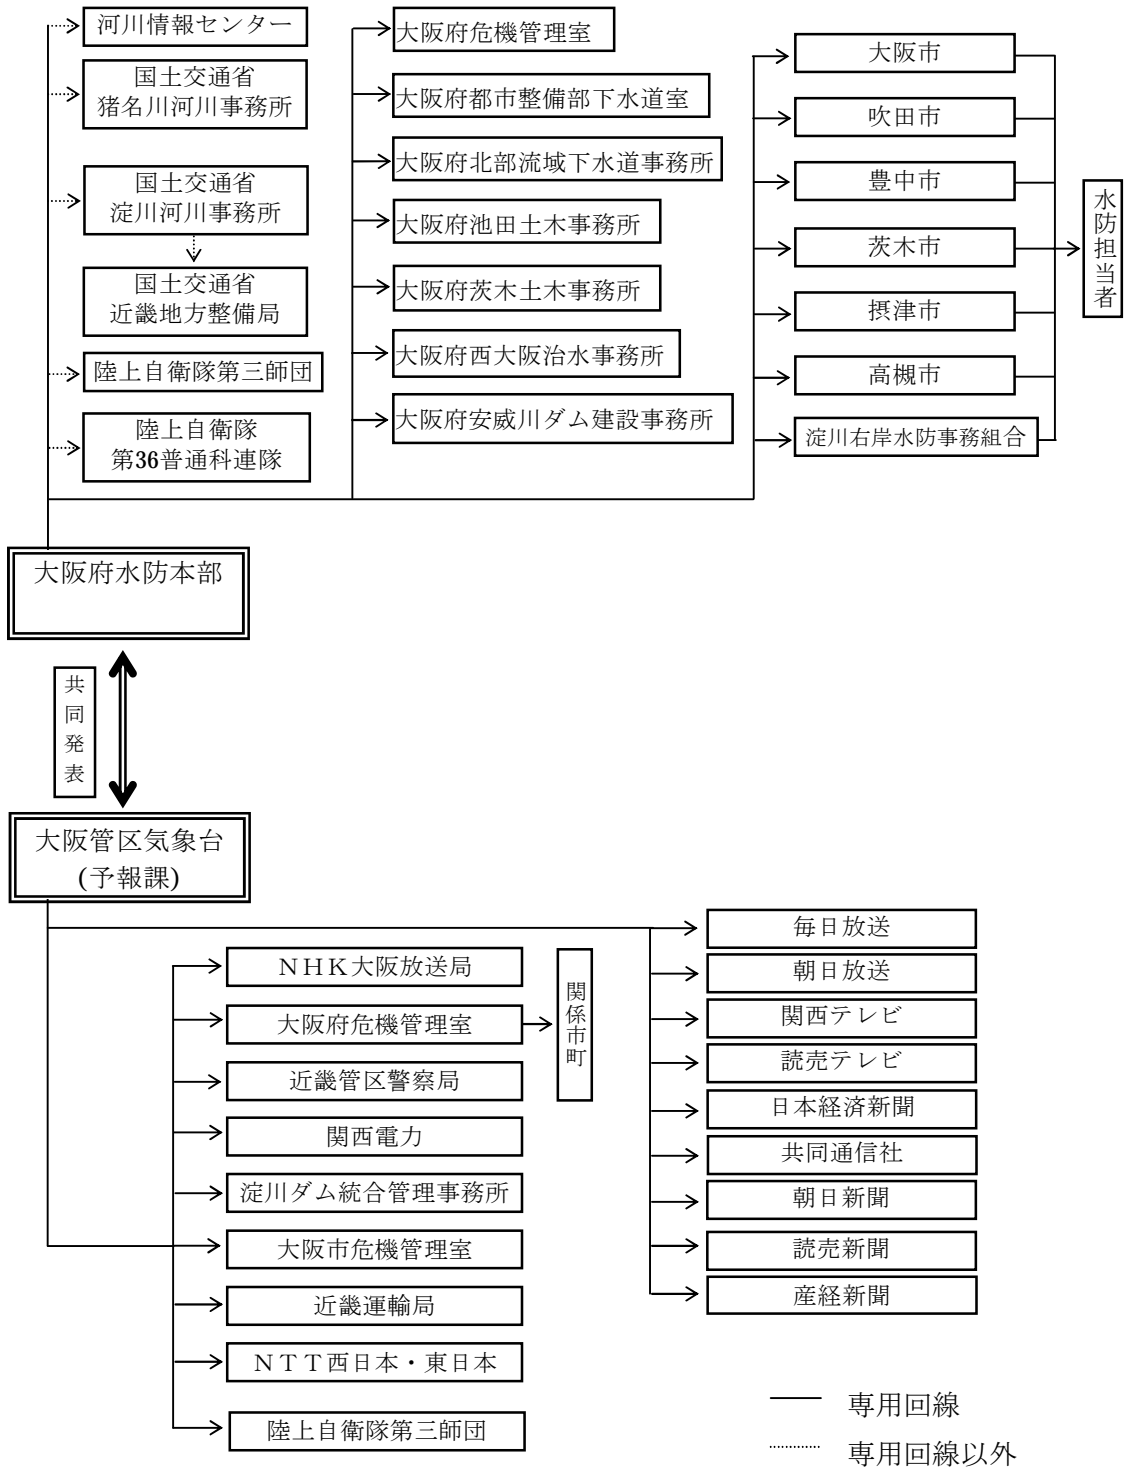 河川情報センター
国土交通省
猪名川河川事務所
国土交通省
淀川河川事務所
国土交通省
近畿地方整備局
陸上自衛隊第三師団
陸上自衛隊
第36普通科連隊
大阪府危機管理室
大阪府都市整備部下水道室
大阪府北部流域下水道事務所
大阪府池田土木事務所
大阪府茨木土木事務所
大阪府西大阪治水事務所
大阪府安威川ダム建設事務所
大阪市
吹田市
豊中市
茨木市
摂津市
高槻市
淀川右岸水防事務組合
水防担当者
大阪府水防本部
共同発表
大阪管区気象台
(予報課)
ＮＨＫ大阪放送局
大阪府危機管理室
近畿管区警察局
関西電力
淀川ダム統合管理事務所
大阪市危機管理室
近畿運輸局
ＮＴＴ西日本・東日本
陸上自衛隊第三師団
関係市町
毎日放送
朝日放送
関西テレビ
読売テレビ
日本経済新聞
共同通信社
朝日新聞
読売新聞
産経新聞
専用回線
専用回線以外